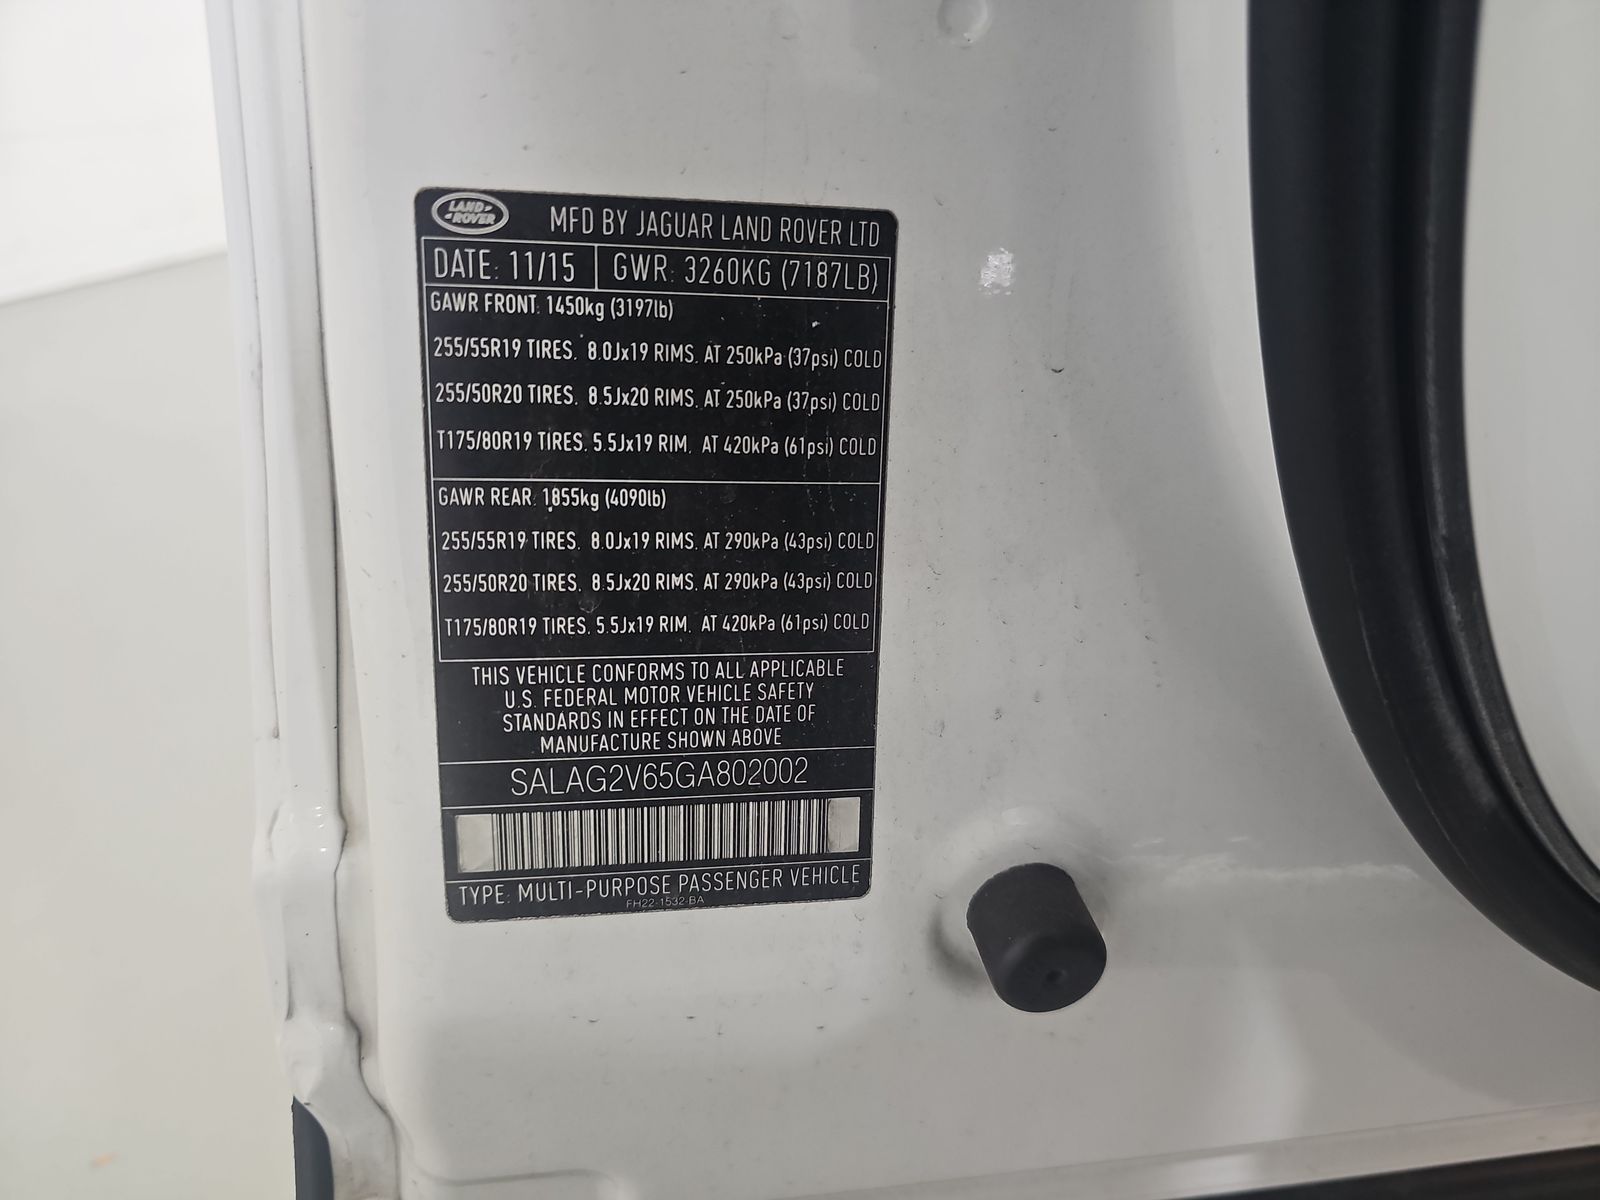 LAND-
-ROVER
MFD BY JAGUAR LAND ROVER LTD
DATE: 11/15 GWR: 3260KG (7187LB)
GAWR FRONT: 1450kg (3197lb)
255/55R19 TIRES. 8.0Jx19 RIMS. AT 250kPa (37psi) COLD
255/50R20 TIRES. 8.5Jx20 RIMS. AT 250kPa (37psi) COLD
T175/80R19 TIRES. 5.5Jx19 RIM. AT 420kPa (61psi) COLD
GAWR REAR: 1855kg (4090lb)
255/55R19 TIRES. 8.0Jx19 RIMS. AT 290kPa (43psi) COLD
255/50R20 TIRES. 8.5Jx20 RIMS. AT 290kPa (43psi) COLD
T175/80R19 TIRES. 5.5Jx19 RIM. AT 420kPa (61psi) COLD
THIS VEHICLE CONFORMS TO ALL APPLICABLE
U.S. FEDERAL MOTOR VEHICLE SAFETY
STANDARDS IN EFFECT ON THE DATE OF
MANUFACTURE SHOWN ABOVE
SALAG2V65GA802002
TYPE: MULTI-PURPOSE PASSENGER VEHICLE
FH22-1532-BA